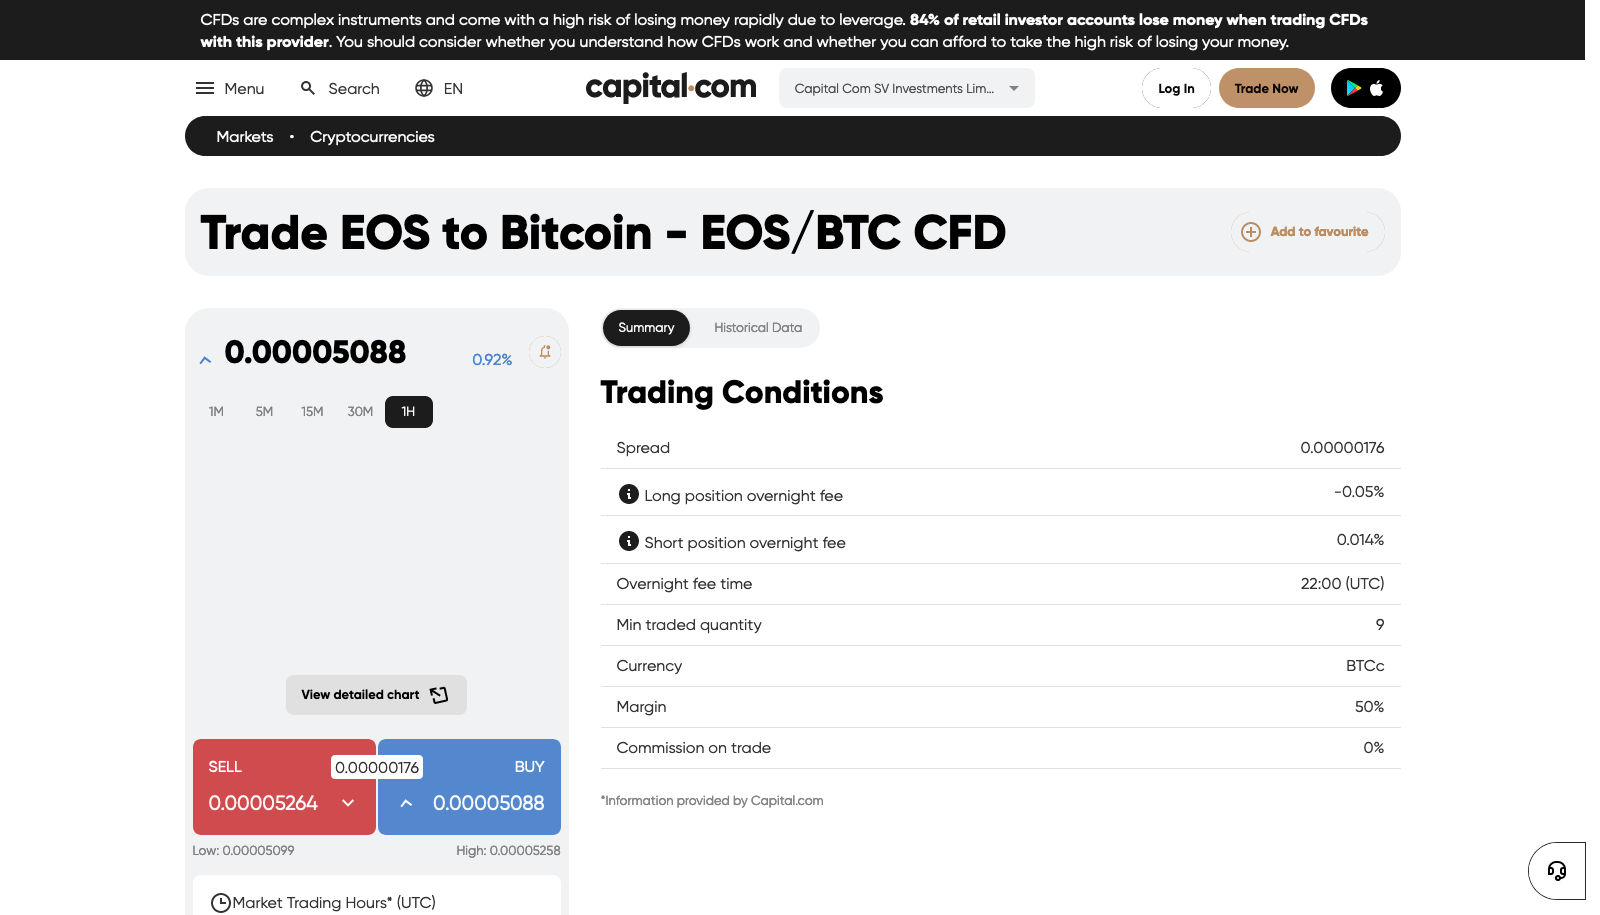 CFDs are complex instruments and come with a high risk of losing money rapidly due to leverage. 84% of retail investor accounts lose money when trading CFDs
with this provider. You should consider whether you understand how CFDs work and whether you can afford to take the high risk of losing your money.
Menu Search EN capital.com Capital Com SV Investments Lim... Log In Trade Now
Markets • Cryptocurrencies
Trade EOS to Bitcoin - EOS/BTC CFD Add to favourite
0.00005088 0.92%
1M 5M 15M 30M 1H
View detailed chart
SELL 0.00000176 BUY
0.00005264 0.00005088
Low: 0.00005099 High: 0.00005258
Market Trading Hours* (UTC)
Summary Historical Data
Trading Conditions
Spread 0.00000176
Long position overnight fee -0.05%
Short position overnight fee 0.014%
Overnight fee time 22:00 (UTC)
Min traded quantity 9
Currency BTCc
Margin 50%
Commission on trade 0%
*Information provided by Capital.com